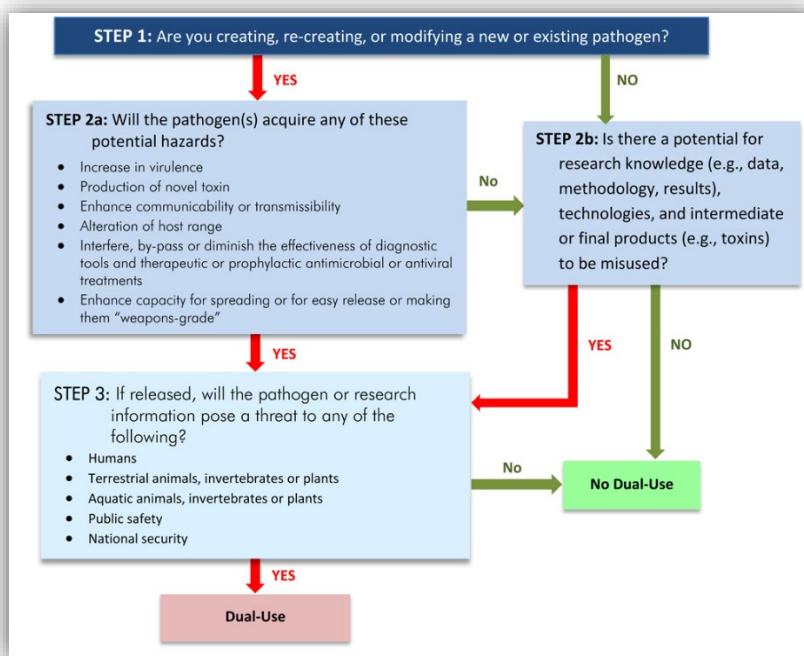 STEP 1: Are you creating, re-creating, or modifying a new or existing pathogen?
YES
NO
STEP 2a: Will the pathogen(s) acquire any of these
potential hazards?
• Increase in virulence
• Production of novel toxin
• Enhance communicability or transmissibility
• Alteration of host range
• Interfere, by-pass or diminish the effectiveness of diagnostic
tools and therapeutic or prophylactic antimicrobial or antiviral
treatments
• Enhance capacity for spreading or for easy release or making
them “weapons-grade”
No
STEP 2b: Is there a potential for
research knowledge (e.g., data,
methodology, results),
technologies, and intermediate
or final products (e.g., toxins)
to be misused?
YES
YES
NO
STEP 3: If released, will the pathogen or research
information pose a threat to any of the
following?
• Humans
• Terrestrial animals, invertebrates or plants
• Aquatic animals, invertebrates or plants
• Public safety
• National security
No
No Dual-Use
YES
Dual-Use